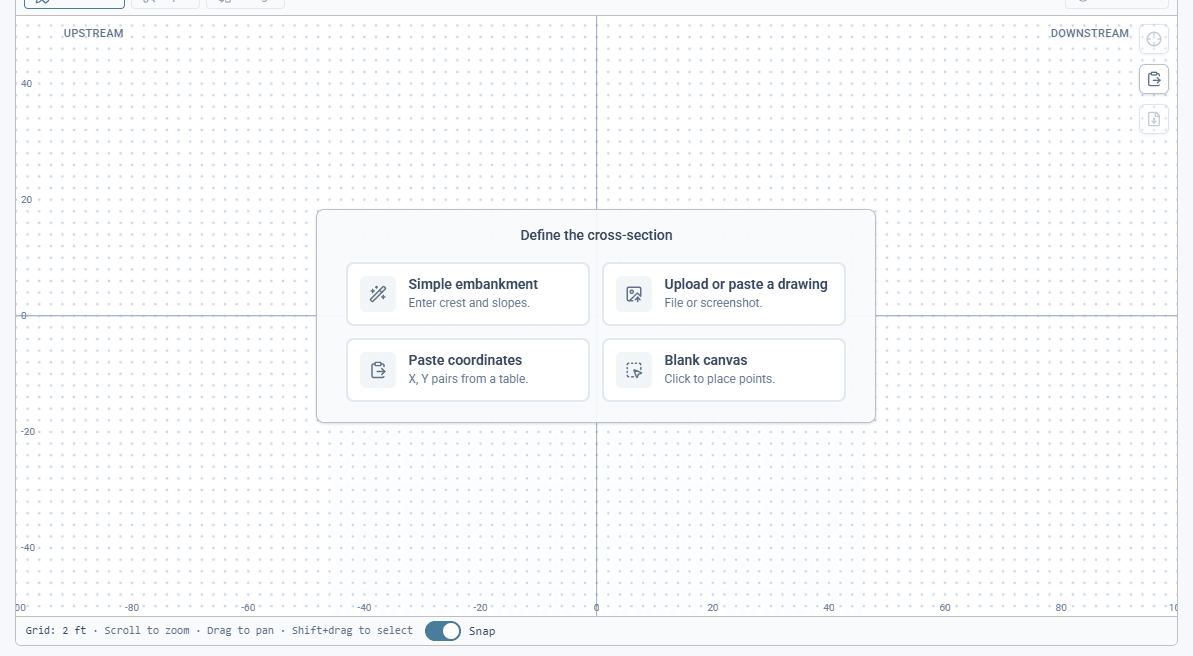 UPSTREAM
DOWNSTREAM
40
20
Define the cross-section
Simple embankment
Enter crest and slopes.
Upload or paste a drawing
File or screenshot.
0
Paste coordinates
X, Y pairs from a table.
Blank canvas
Click to place points.
-20
-40
-80
-60
-40
-20
0
20
40
60
80
Grid: 2 ft · Scroll to zoom · Drag to pan · Shift+drag to select
Snap